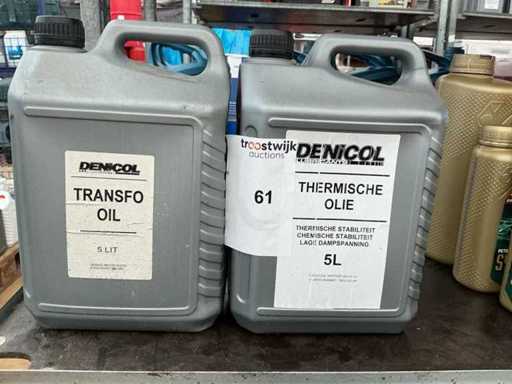 DENICOL
TRANSFO
OIL
5 LIT
troostwijk
auctions
61
DENICOL
LUBRICANTS
THERMISCHE
OLIE
THERMISCHE STABILITEIT
CHEMISCHE STABILITEIT
LAGE DAMPSPANNING
5L